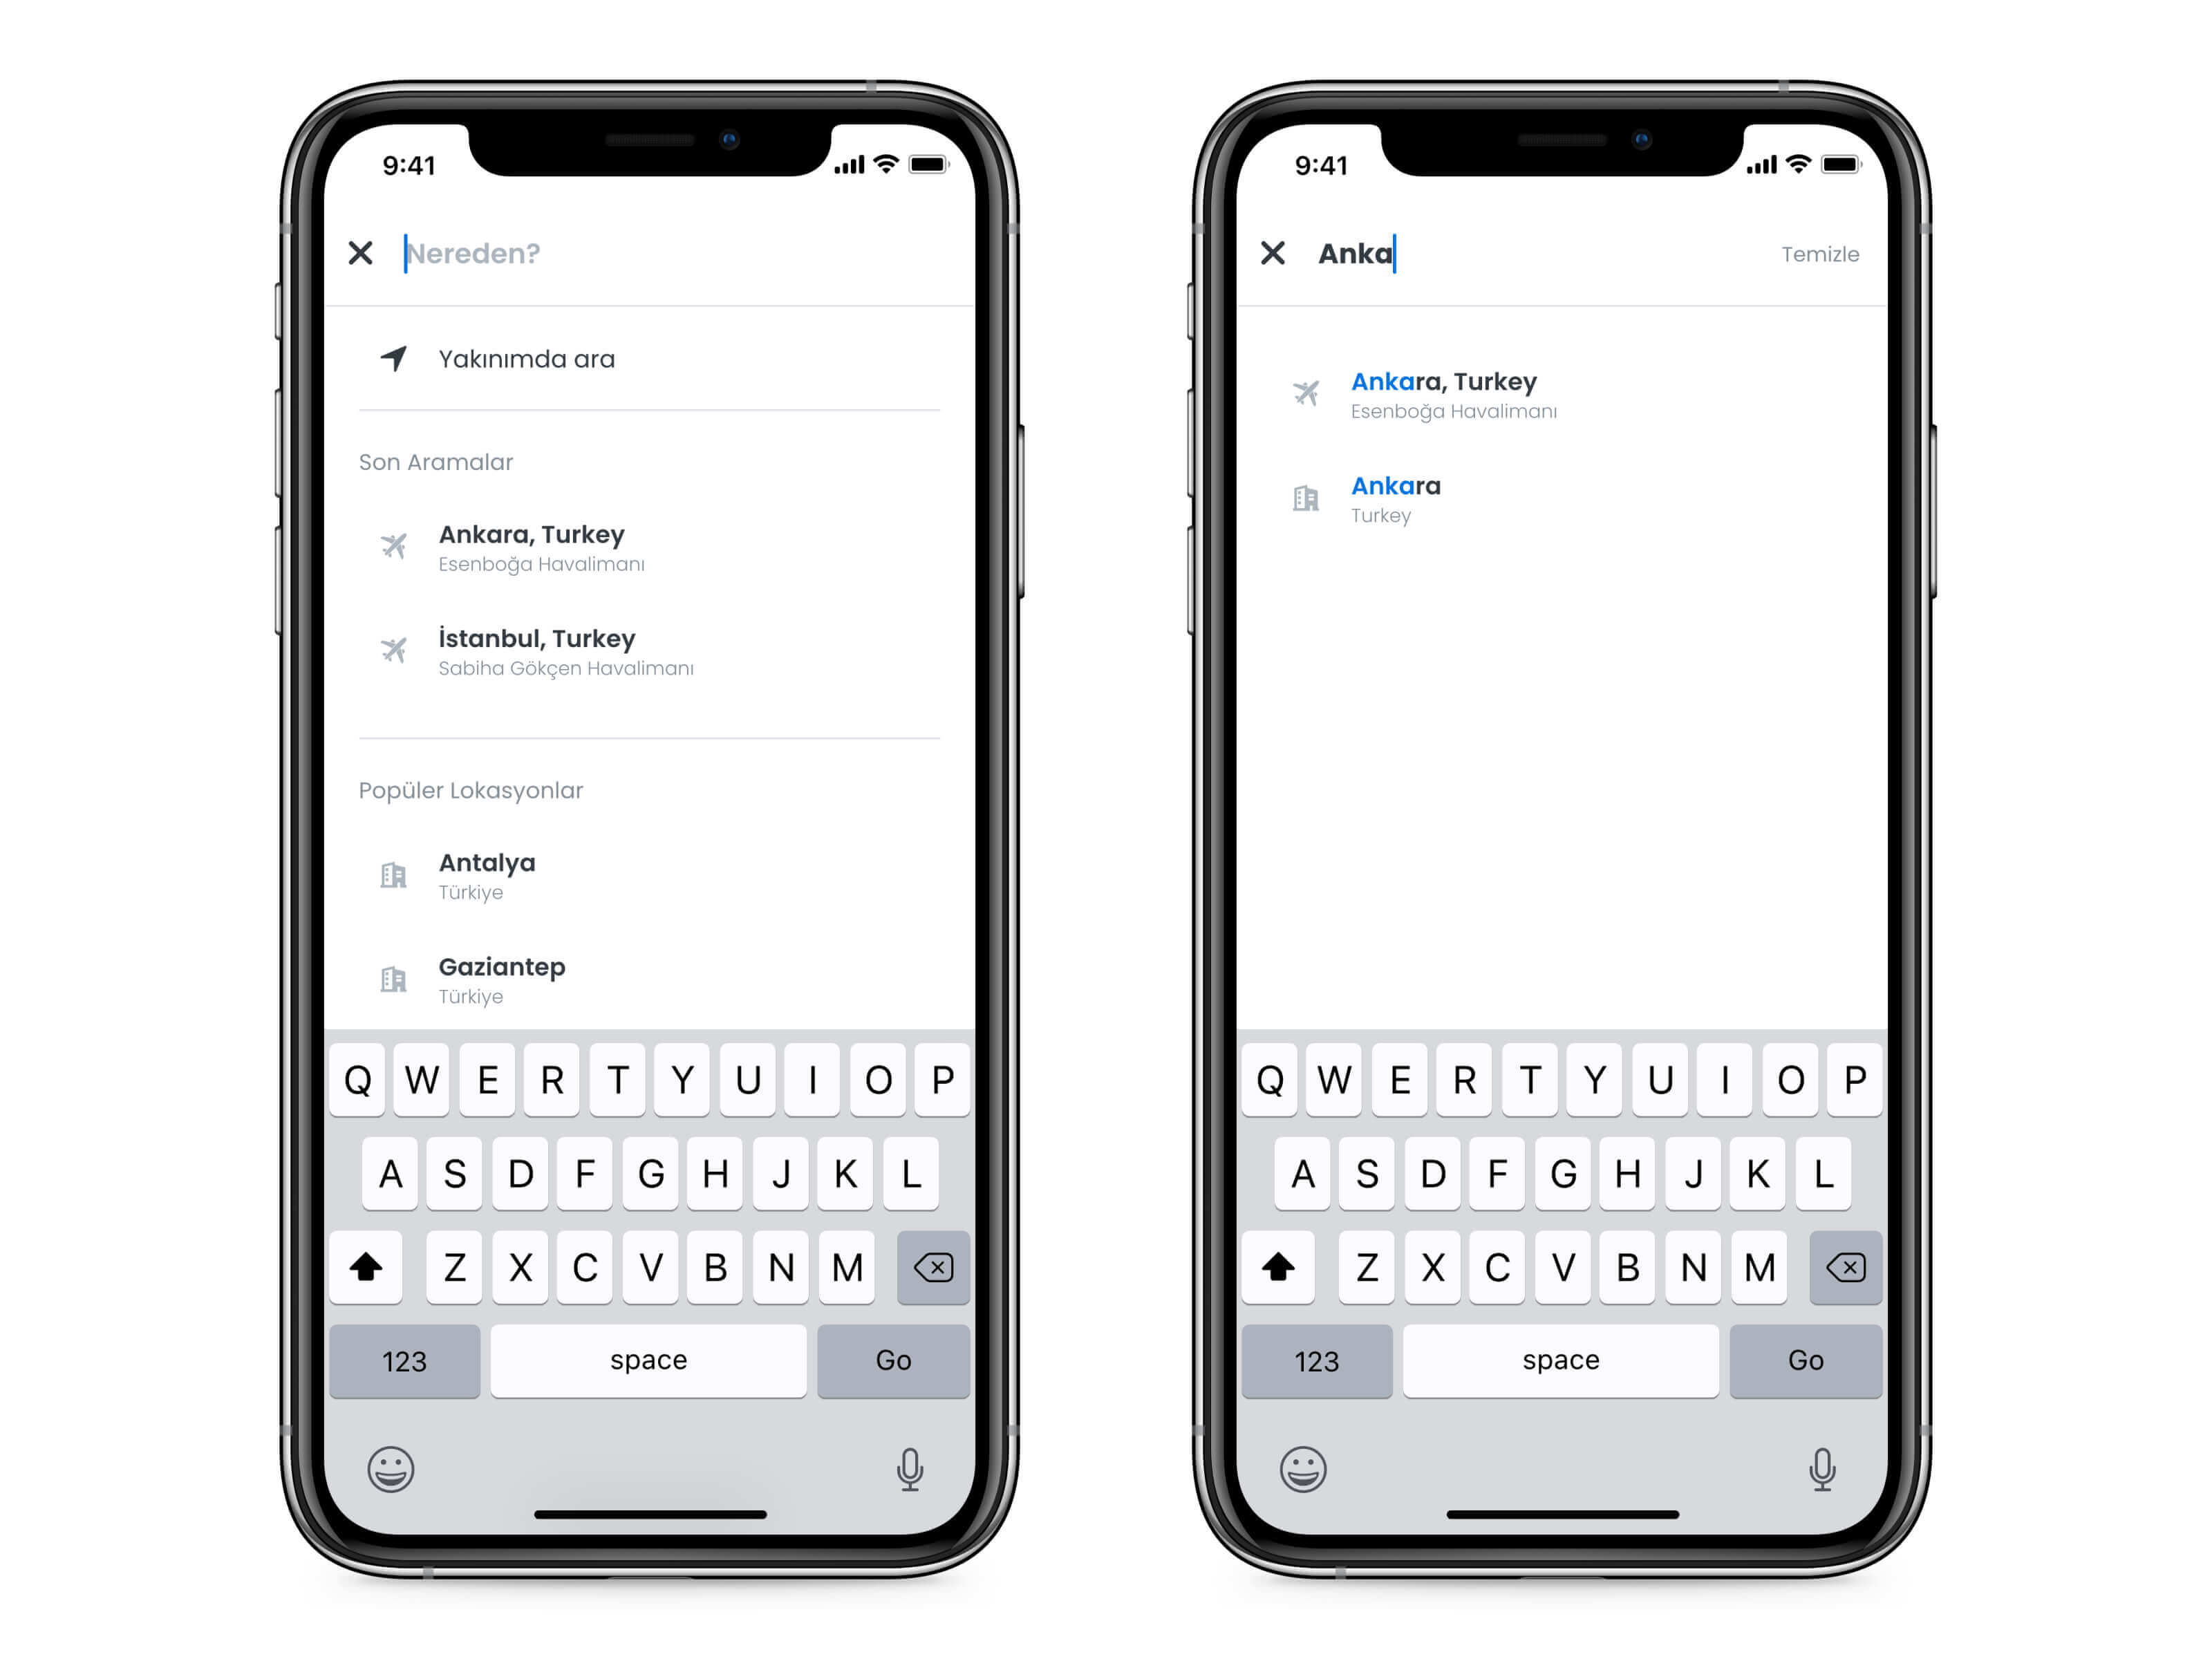 9:41
Nereden?
Yakınımda ara
Son Aramalar
Ankara, Turkey
Esenboğa Havalimanı
İstanbul, Turkey
Sabiha Gökçen Havalimanı
Popüler Lokasyonlar
Antalya
Türkiye
Gaziantep
Türkiye
Q W E R T Y U I O P
A S D F G H J K L
Z X C V B N M
123 space Go
9:41
Anka Temizle
Ankara, Turkey
Esenboğa Havalimanı
Ankara
Turkey
Q W E R T Y U I O P
A S D F G H J K L
Z X C V B N M
123 space Go